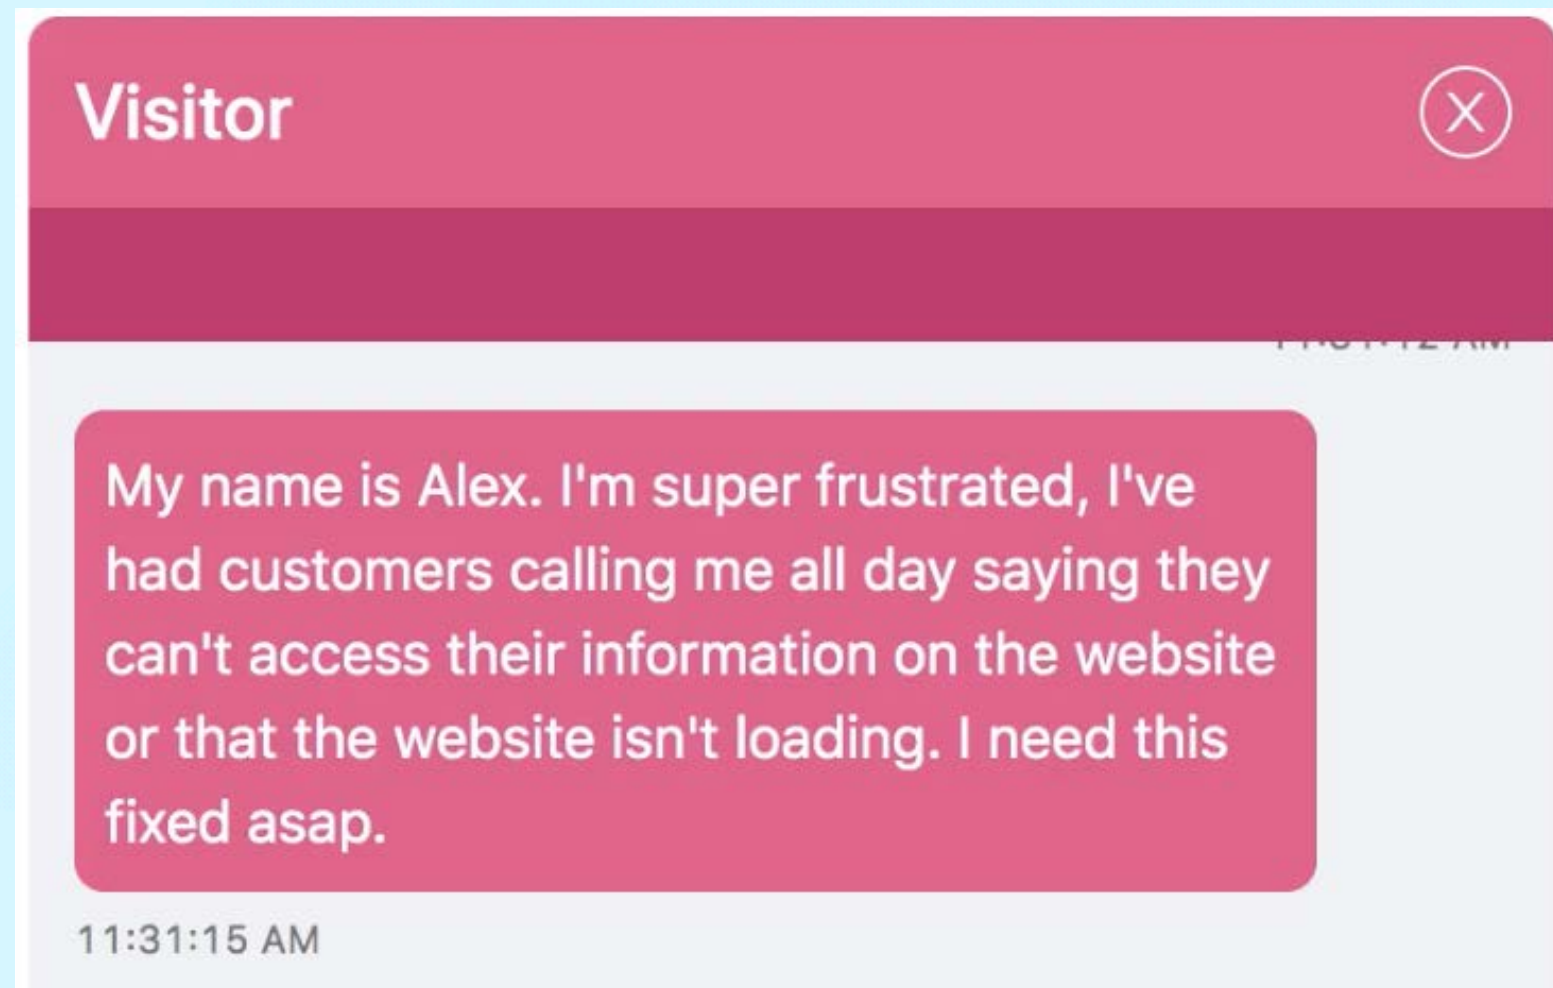 Visitor
X
My name is Alex. I'm super frustrated, I've
had customers calling me all day saying they
can't access their information on the website
or that the website isn't loading. I need this
fixed asap.
11:31:15 AM